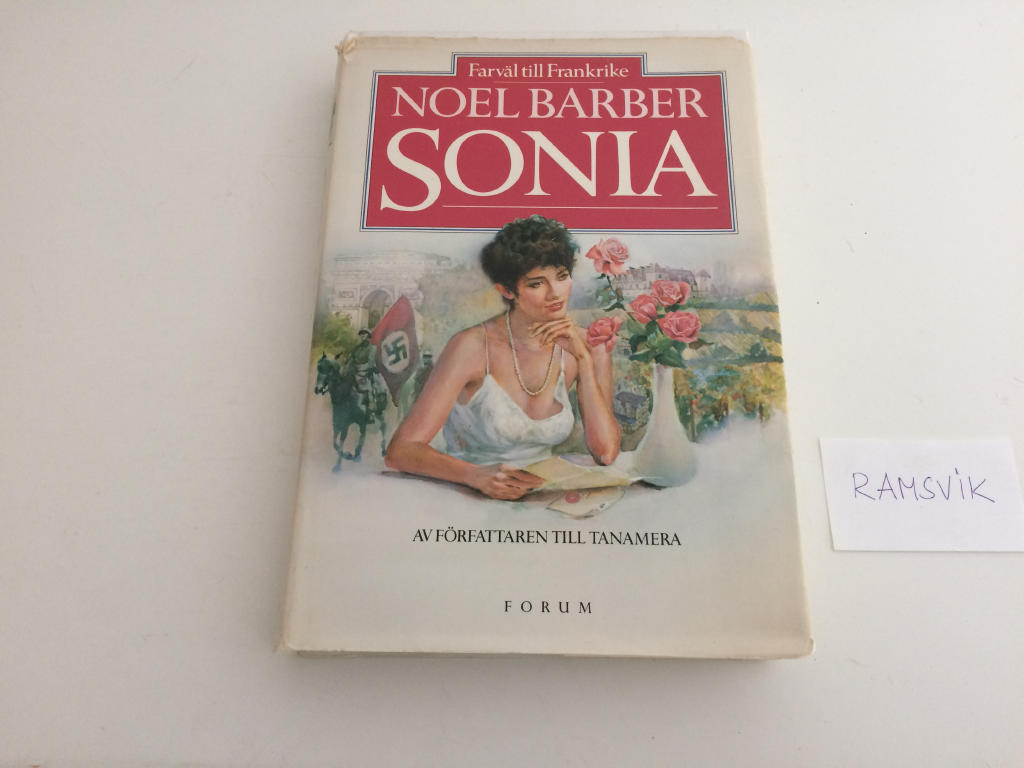 Farväl till Frankrike
NOEL BARBER
SONIA
AV FÖRFATTAREN TILL TANAMERA
FORUM
RAMSVIK